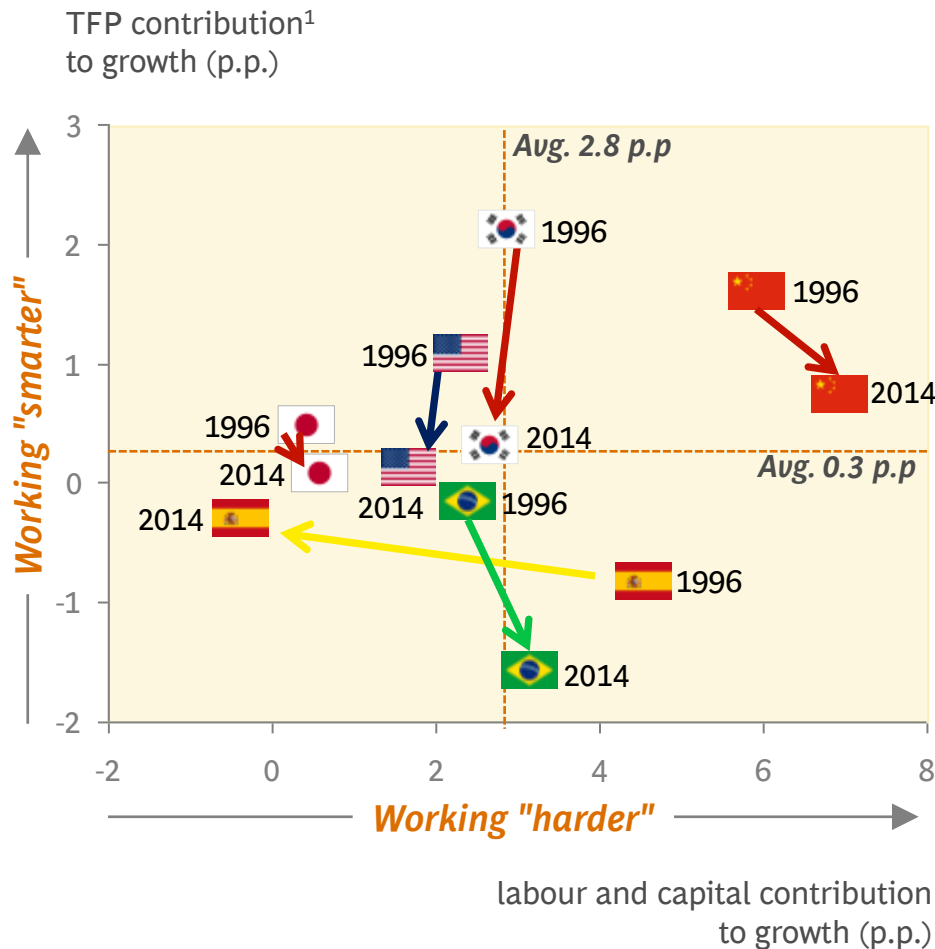 TFP contribution¹
to growth (p.p.)
3
Avg. 2.8 p.p
2
1996
1996
1996
1
2014
1996
2014
Avg. 0.3 p.p
2014
0
2014
1996
2014
1996
-1
2014
-2
-2 0 2 4 6 8
Working "smarter"
Working "harder"
labour and capital contribution
to growth (p.p.)